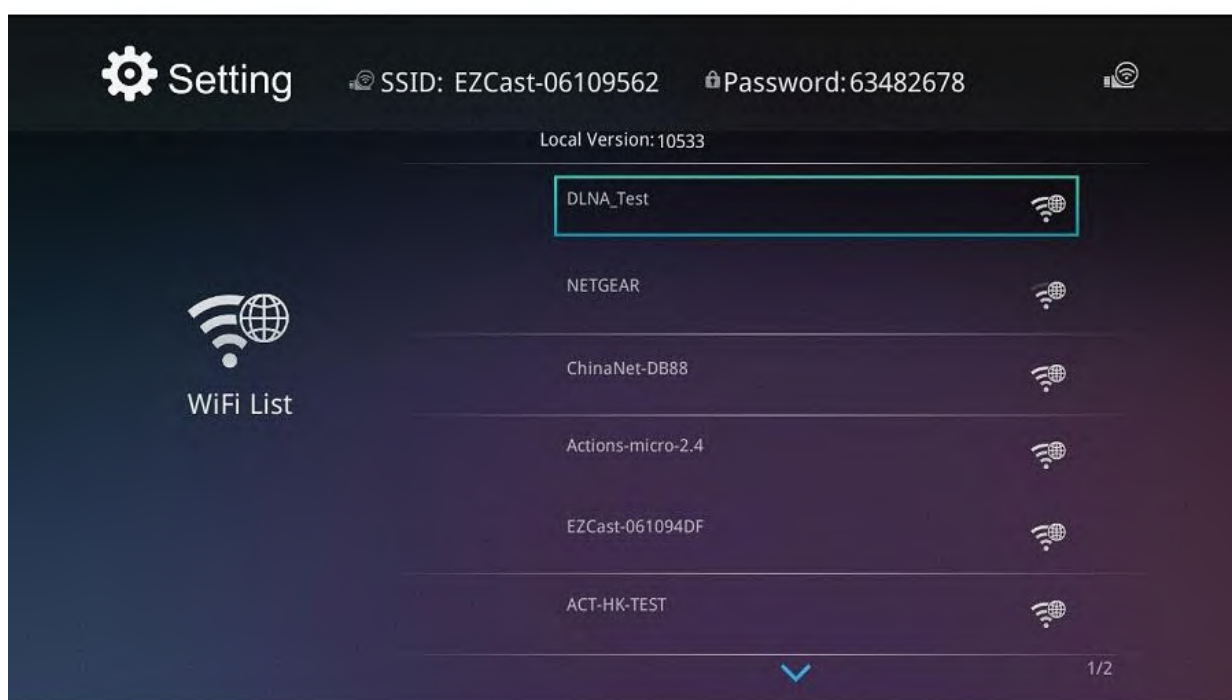 Setting SSID: EZCast-06109562 Password: 63482678
Local Version: 10533
DLNA_Test
NETGEAR
ChinaNet-DB88
WiFi List
Actions-micro-2.4
EZCast-061094DF
ACT-HK-TEST
1/2